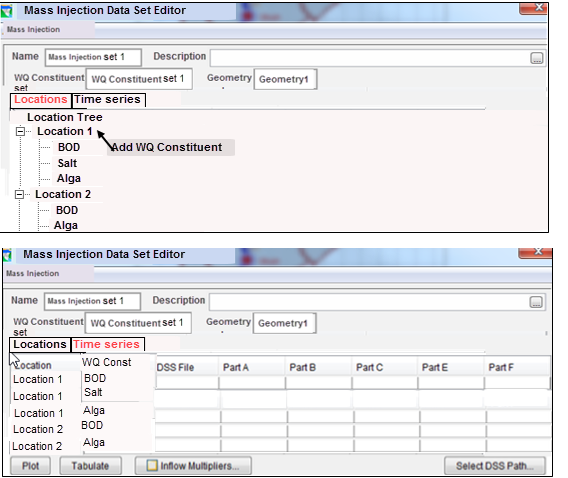 Mass Injection Data Set Editor
Mass Injection
Name Mass Injection set 1 Description ...
WQ Constituent WQ Constituent set 1 Geometry Geometry1
set
Locations Time series
Location Tree
Location 1
BOD Add WQ Constituent
Salt
Alga
Location 2
BOD
Alga
Mass Injection Data Set Editor
Mass Injection
Name Mass Injection set 1 Description ...
WQ Constituent WQ Constituent set 1 Geometry Geometry1
set
Locations Time series
Location WQ Const DSS File Part A Part B Part C Part E Part F
Location 1 BOD
Location 1 Salt
Location 1 Alga
Location 2 BOD
Location 2 Alga
Plot Tabulate Inflow Multipliers... Select DSS Path...